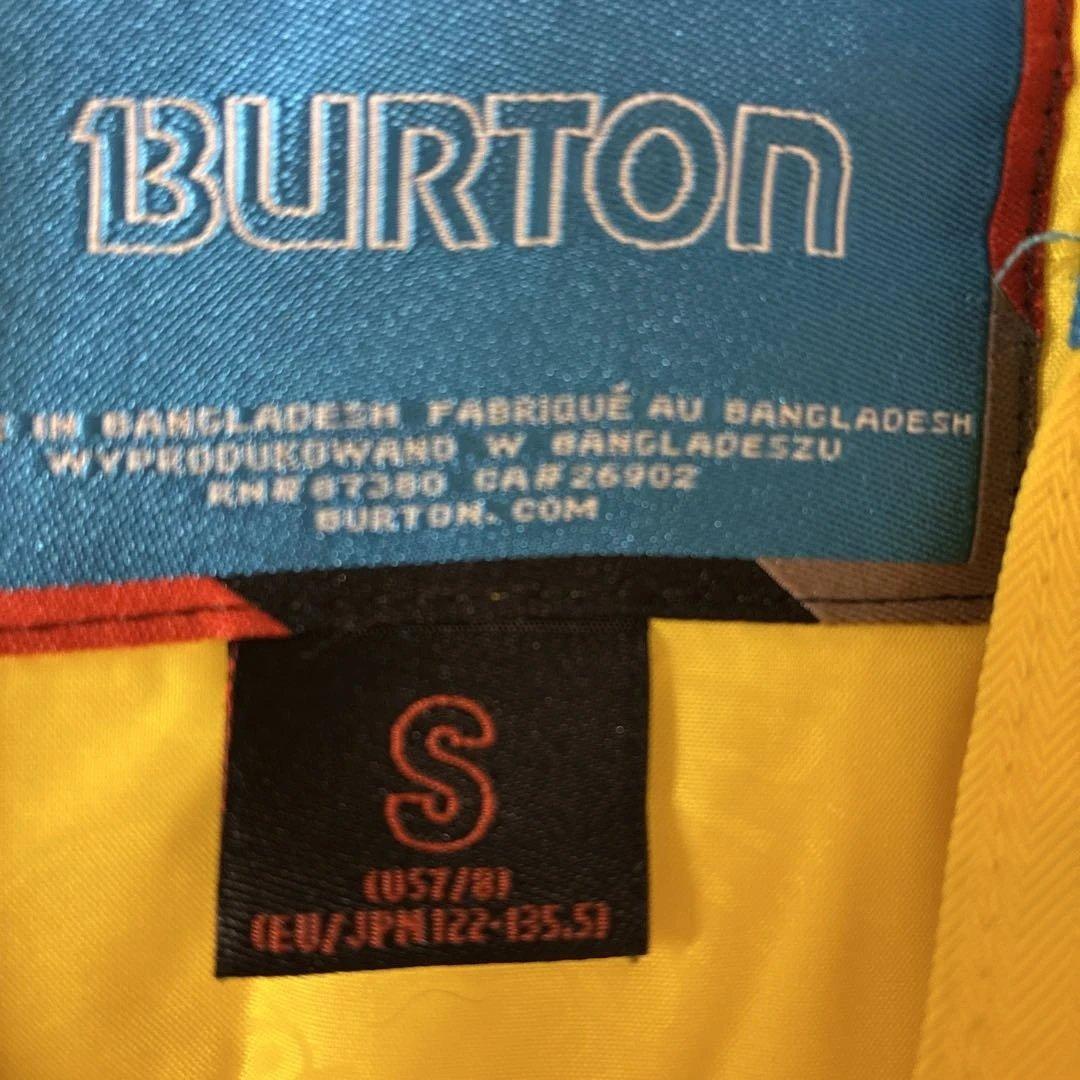 BURTON
IN BANGLADESH FABRIQUÉ AU BANGLADESH
WYPRODUKOWANO W BANGLADESZU
RN# 87380 CA#26902
BURTON.COM
S
(US7/8)
(EU/JPN122-135.5)